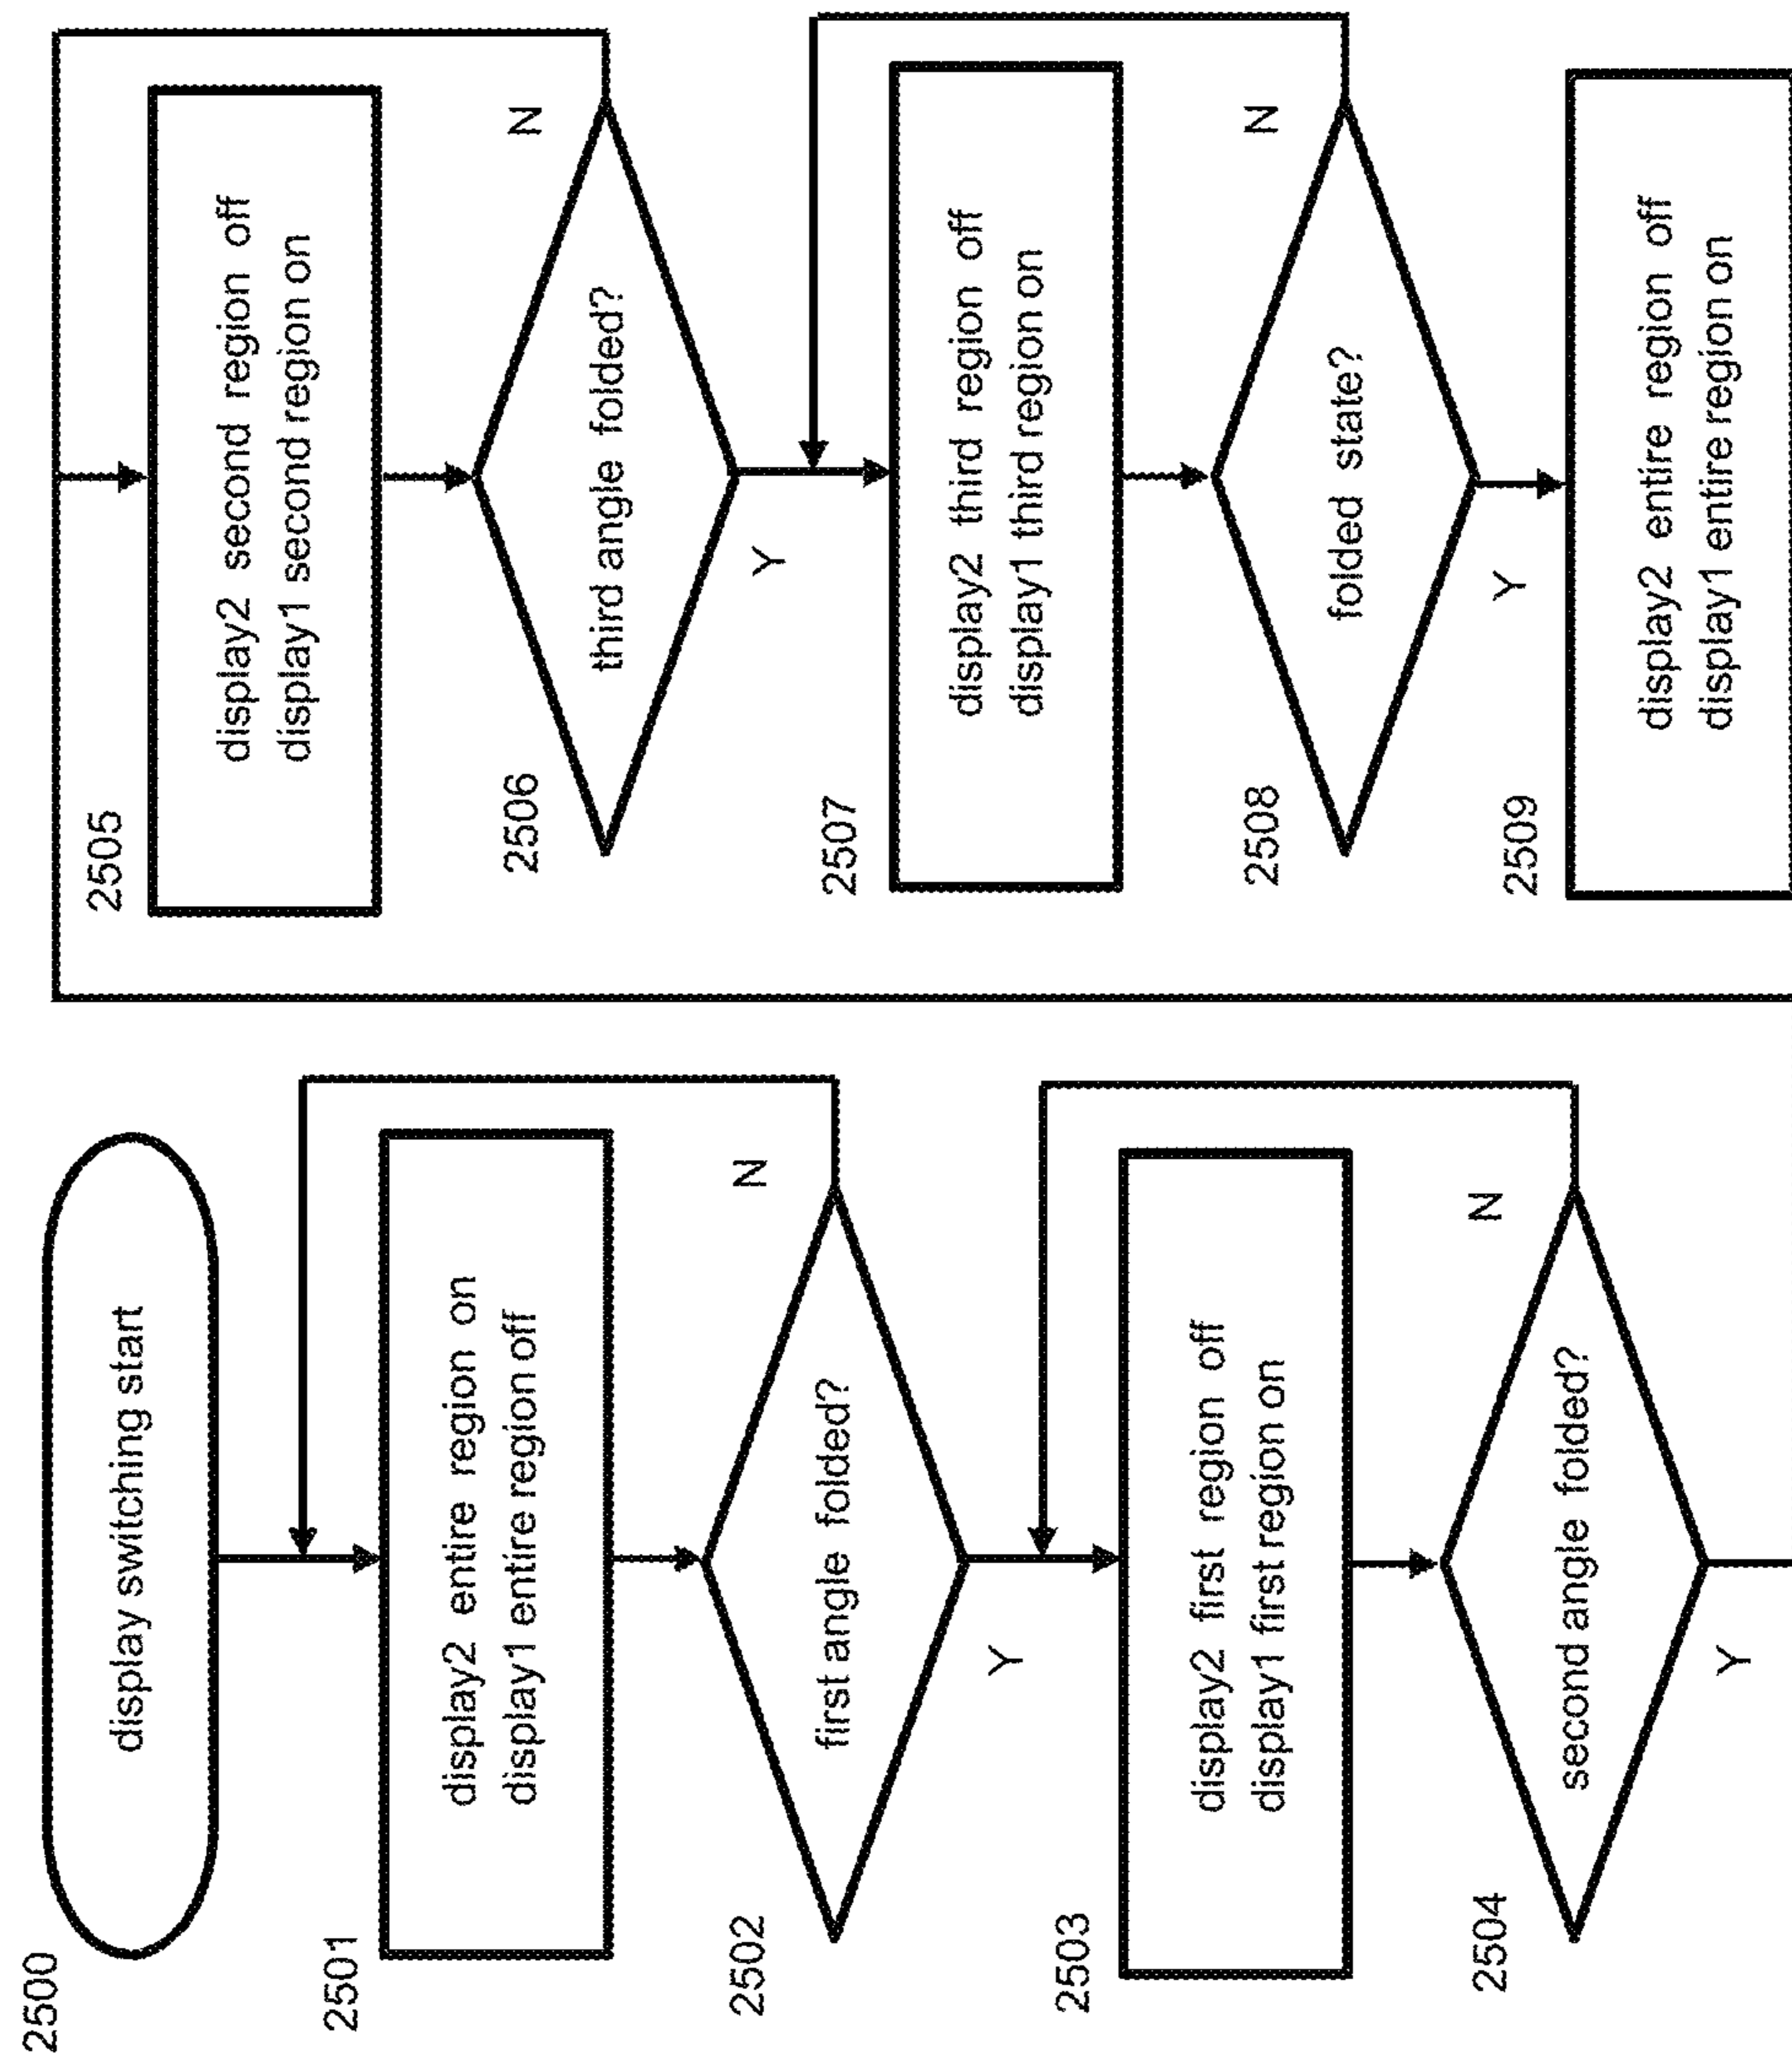 2500
display switching start
2501
display2 entire region on
display1 entire region off
2502
first angle folded?
N
Y
2503
display2 first region off
display1 first region on
2504
second angle folded?
N
Y
2505
display2 second region off
display1 second region on
2506
third angle folded?
N
Y
2507
display2 third region off
display1 third region on
2508
folded state?
N
Y
2509
display2 entire region off
display1 entire region on